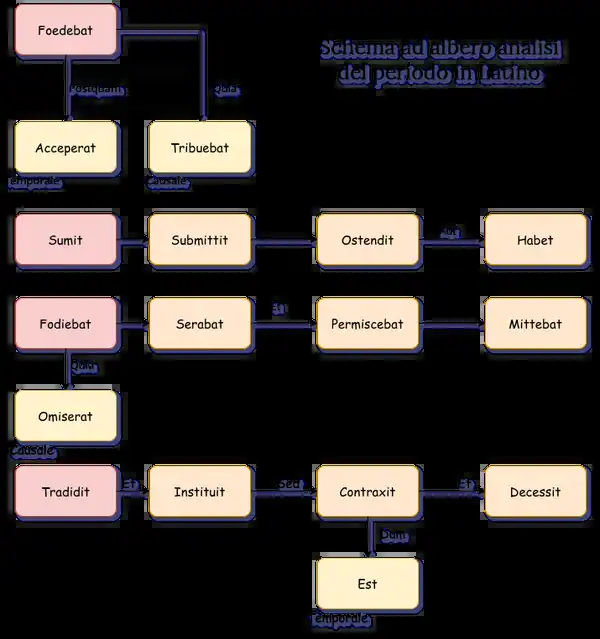 Schema ad albero analisi
del periodo in Latino
Foedebat
Postquam
Quia
Acceperat
Tribuebat
Temporale
Causale
Sumit
Submittit
Ostendit
Habet
Fodiebat
Serabat
Et
Permiscebat
Mittebat
Quia
Omiserat
Causale
Tradidit
Et
Instituit
Sed
Contraxit
Et
Decessit
Dum
Est
Temporale